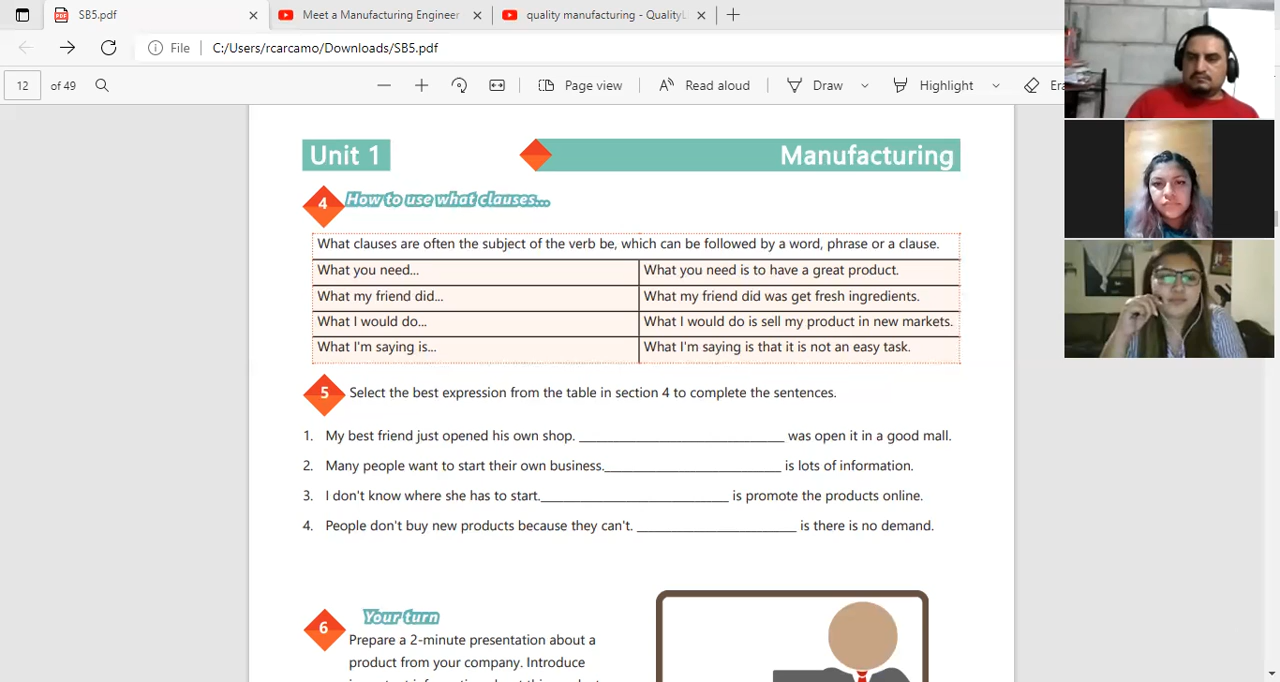 SB5.pdf
Meet a Manufacturing Engineer
quality manufacturing - QualityL
File
C:/Users/rcarcamo/Downloads/SB5.pdf
12 of 49
Page view
Read aloud
Draw
Highlight
Era
Unit 1
Manufacturing
4 How to use what clauses...
What clauses are often the subject of the verb be, which can be followed by a word, phrase or a clause.
What you need... What you need is to have a great product.
What my friend did... What my friend did was get fresh ingredients.
What I would do... What I would do is sell my product in new markets.
What I'm saying is... What I'm saying is that it is not an easy task.
5 Select the best expression from the table in section 4 to complete the sentences.
1. My best friend just opened his own shop. ____________________________ was open it in a good mall.
2. Many people want to start their own business.________________________ is lots of information.
3. I don't know where she has to start.__________________________ is promote the products online.
4. People don't buy new products because they can't. ______________________ is there is no demand.
6 Your turn
Prepare a 2-minute presentation about a
product from your company. Introduce